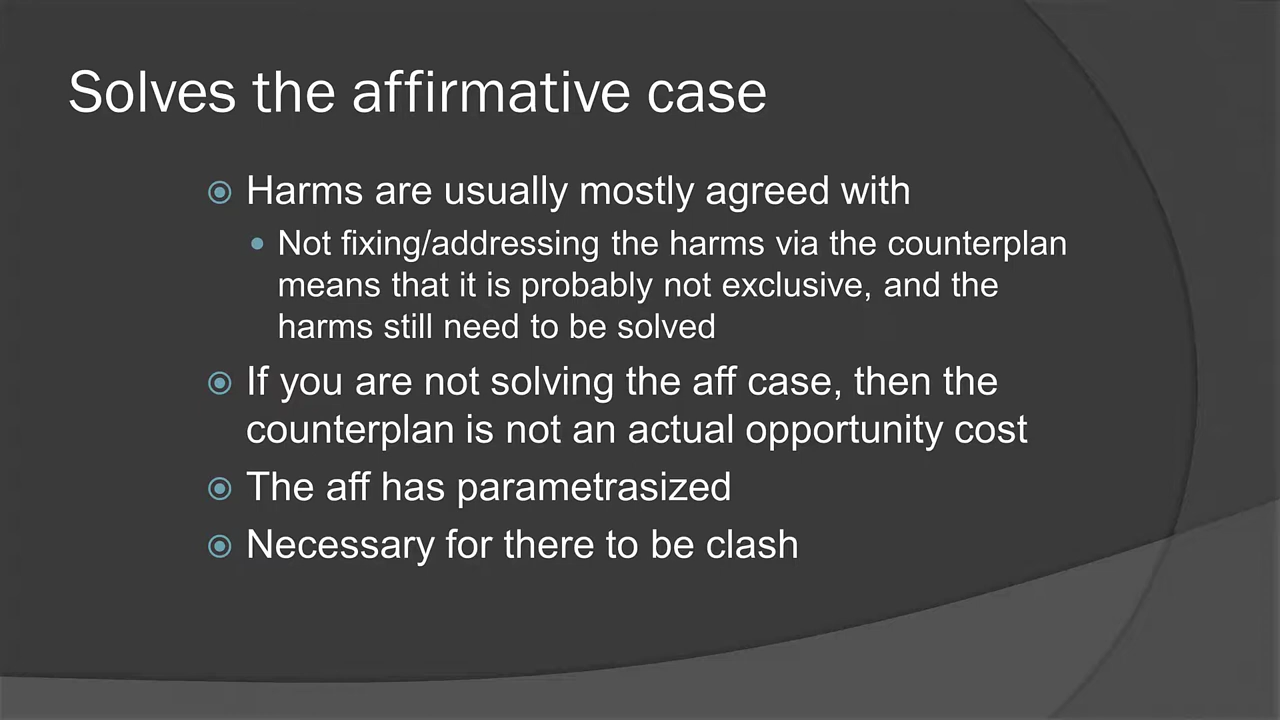 Solves the affirmative case
Harms are usually mostly agreed with
Not fixing/addressing the harms via the counterplan
means that it is probably not exclusive, and the
harms still need to be solved
If you are not solving the aff case, then the
counterplan is not an actual opportunity cost
The aff has parametrasized
Necessary for there to be clash